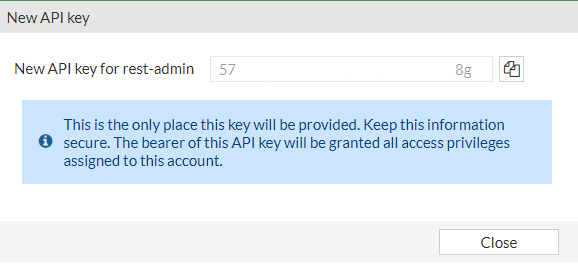 New API key
New API key for rest-admin 57 8g
This is the only place this key will be provided. Keep this information
secure. The bearer of this API key will be granted all access privileges
assigned to this account.
Close